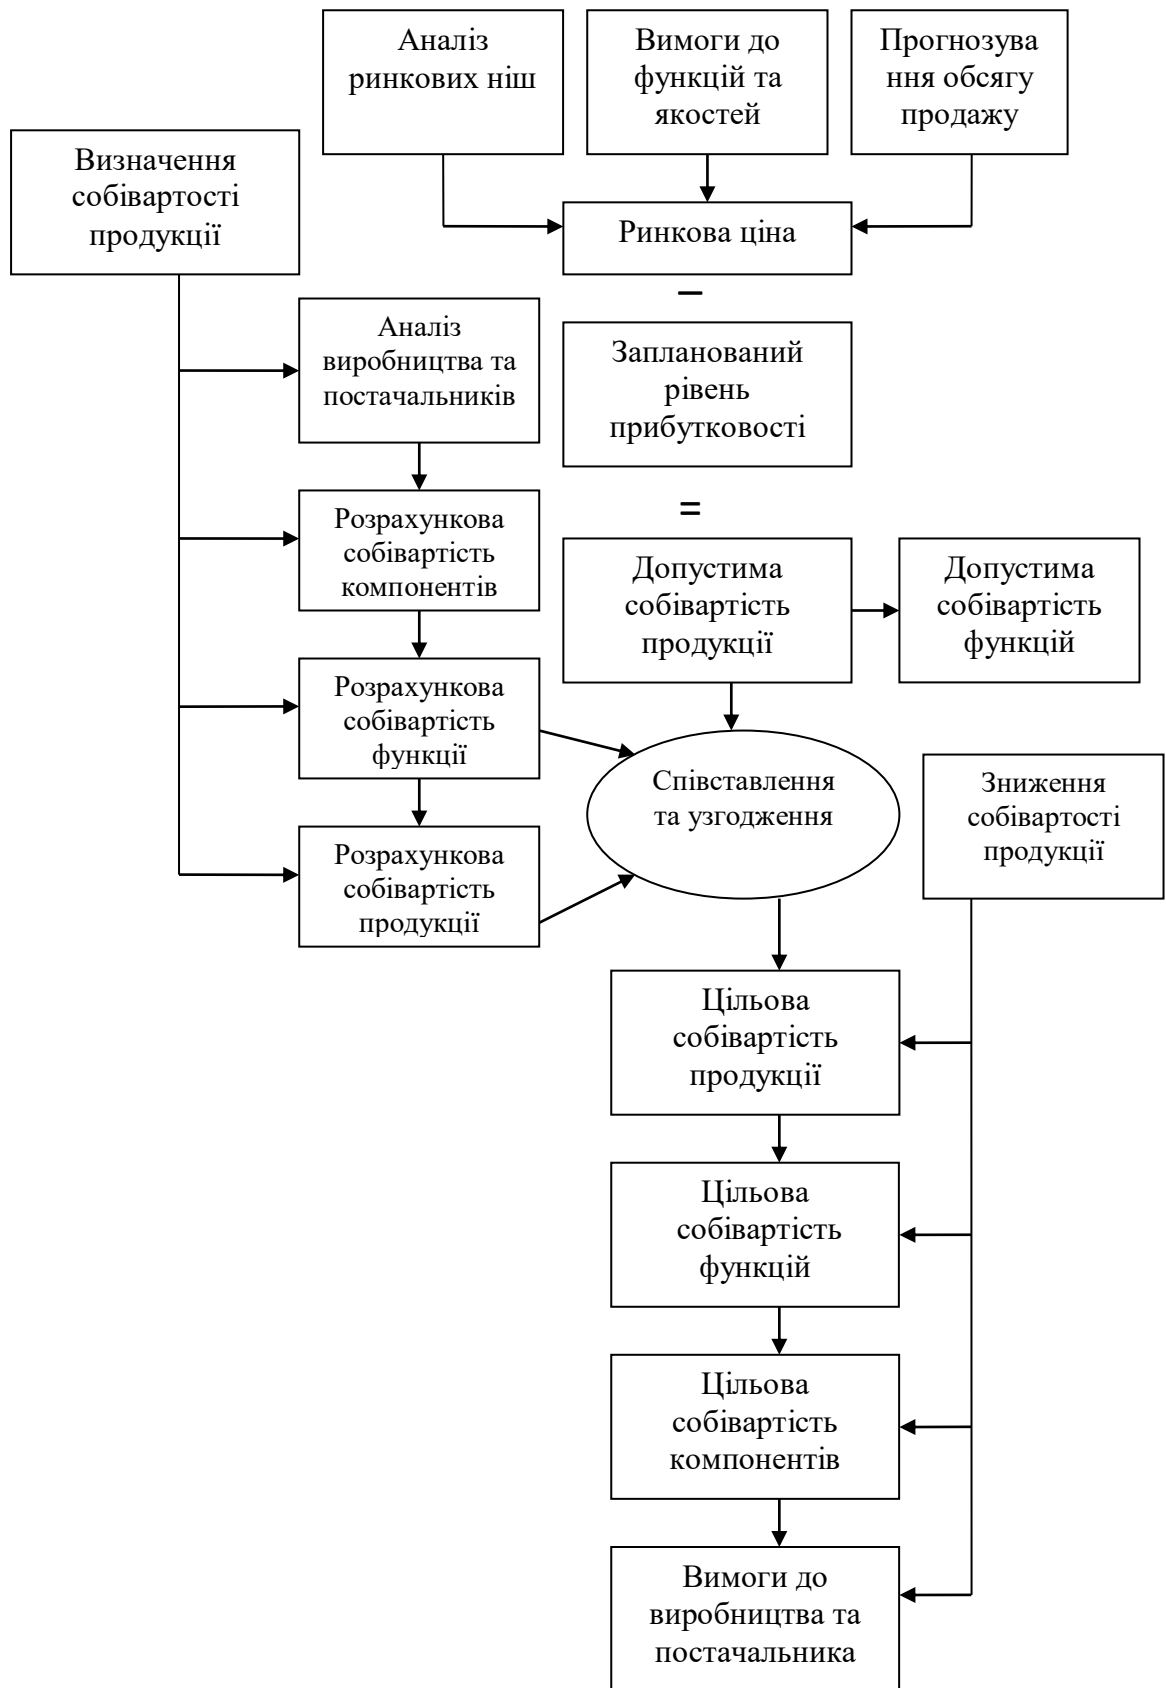 Аналіз
ринкових ніш
Вимоги до
функцій та
якостей
Прогнозува
ння обсягу
продажу
Визначення
собівартості
продукції
Ринкова ціна
–
Аналіз
виробництва та
постачальників
Запланований
рівень
прибутковості
=
Розрахункова
собівартість
компонентів
Допустима
собівартість
продукції
Допустима
собівартість
функцій
Розрахункова
собівартість
функції
Співставлення
та узгодження
Зниження
собівартості
продукції
Розрахункова
собівартість
продукції
Цільова
собівартість
продукції
Цільова
собівартість
функцій
Цільова
собівартість
компонентів
Вимоги до
виробництва та
постачальника